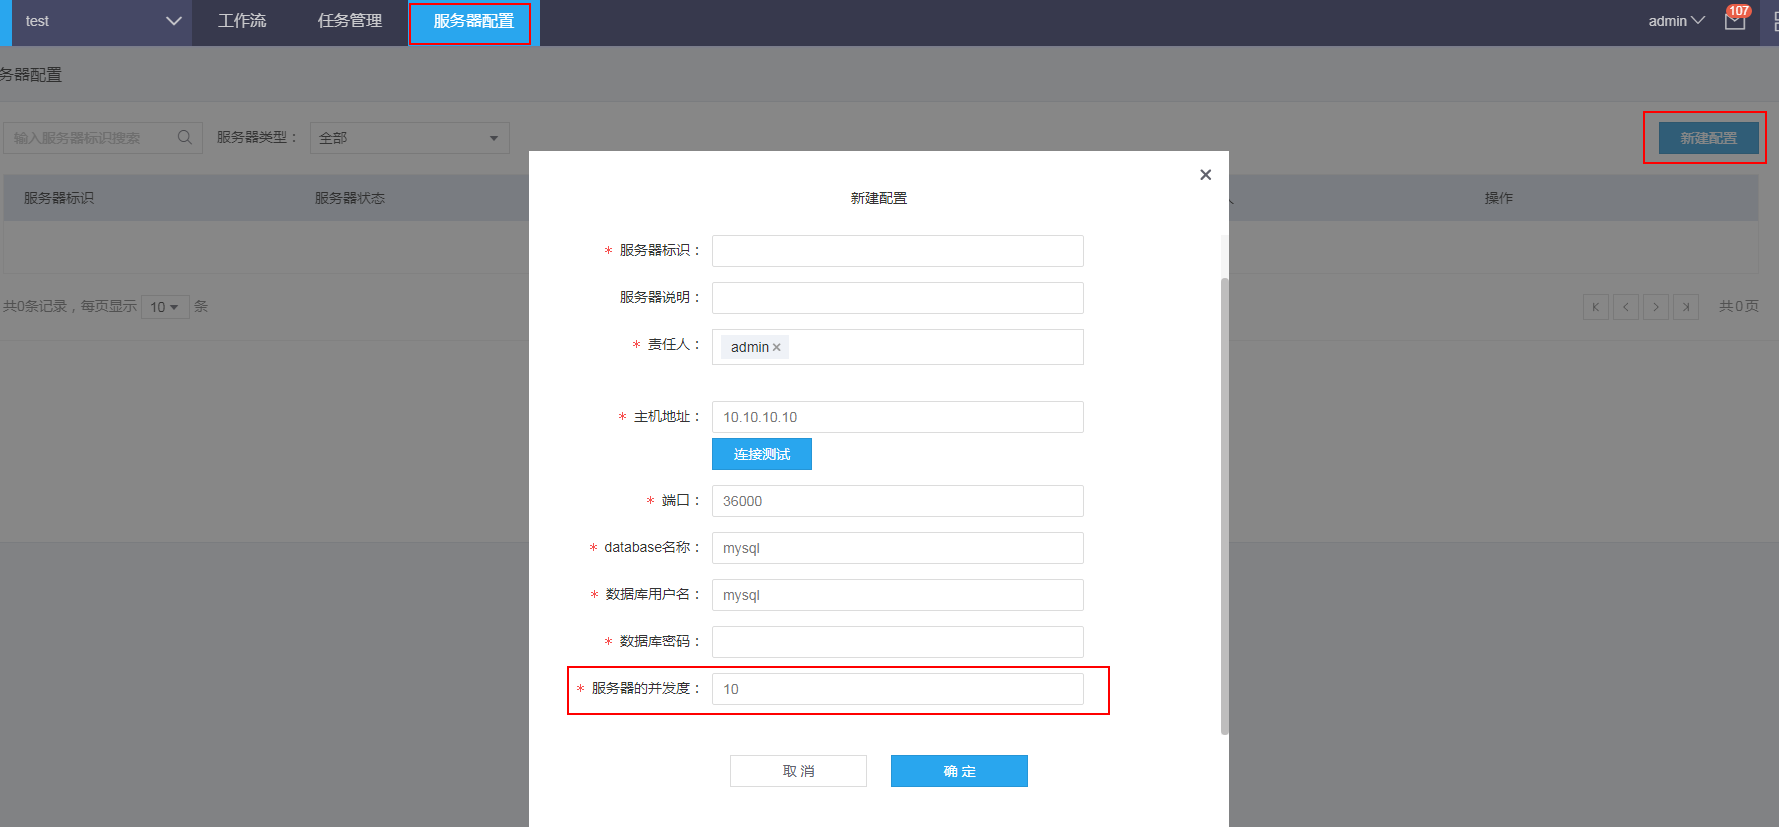 test 工作流 任务管理 服务器配置 admin 107
务器配置
输入服务器标识搜索 服务器类型： 全部 新建配置
服务器标识 服务器状态 操作
共0条记录，每页显示 10 条 共0页
新建配置
* 服务器标识：
服务器说明：
* 责任人： admin ×
* 主机地址： 10.10.10.10
连接测试
* 端口： 36000
* database名称： mysql
* 数据库用户名： mysql
* 数据库密码：
* 服务器的并发度： 10
取消 确定